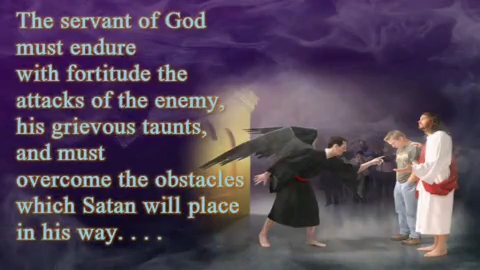 The servant of God
must endure
with fortitude the
attacks of the enemy,
his grievous taunts,
and must
overcome the obstacles
which Satan will place
in his way. . . .